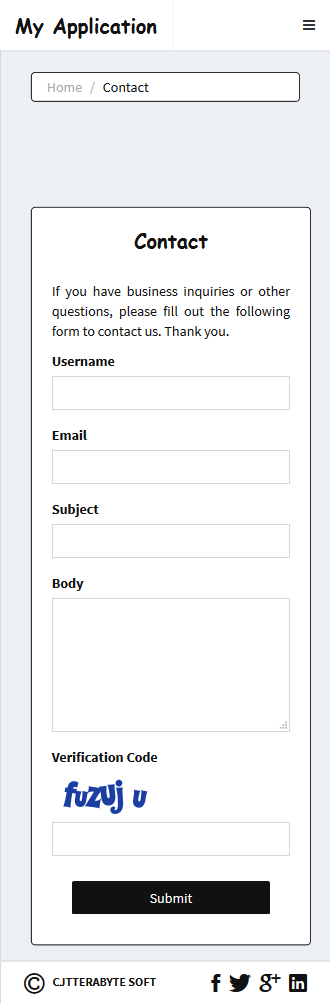 My Application
Home / Contact
Contact
If you have business inquiries or other
questions, please fill out the following
form to contact us. Thank you.
Username
Email
Subject
Body
Verification Code
fuzuj u
Submit
© CJTTERABYTE SOFT